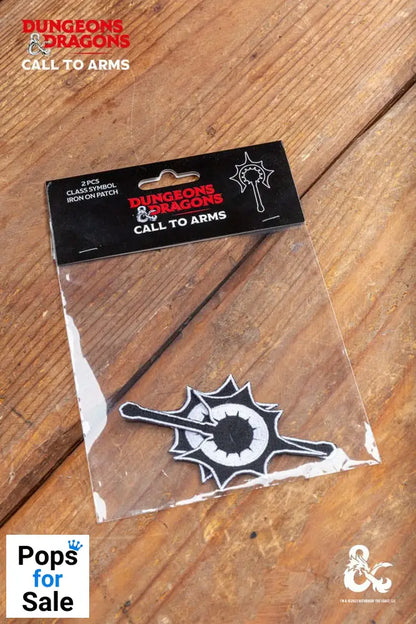 DUNGEONS
& DRAGONS
CALL TO ARMS
2 PCS
CLASS SYMBOL
IRON ON PATCH
DUNGEONS
& DRAGONS
CALL TO ARMS
Pops
for
Sale
&